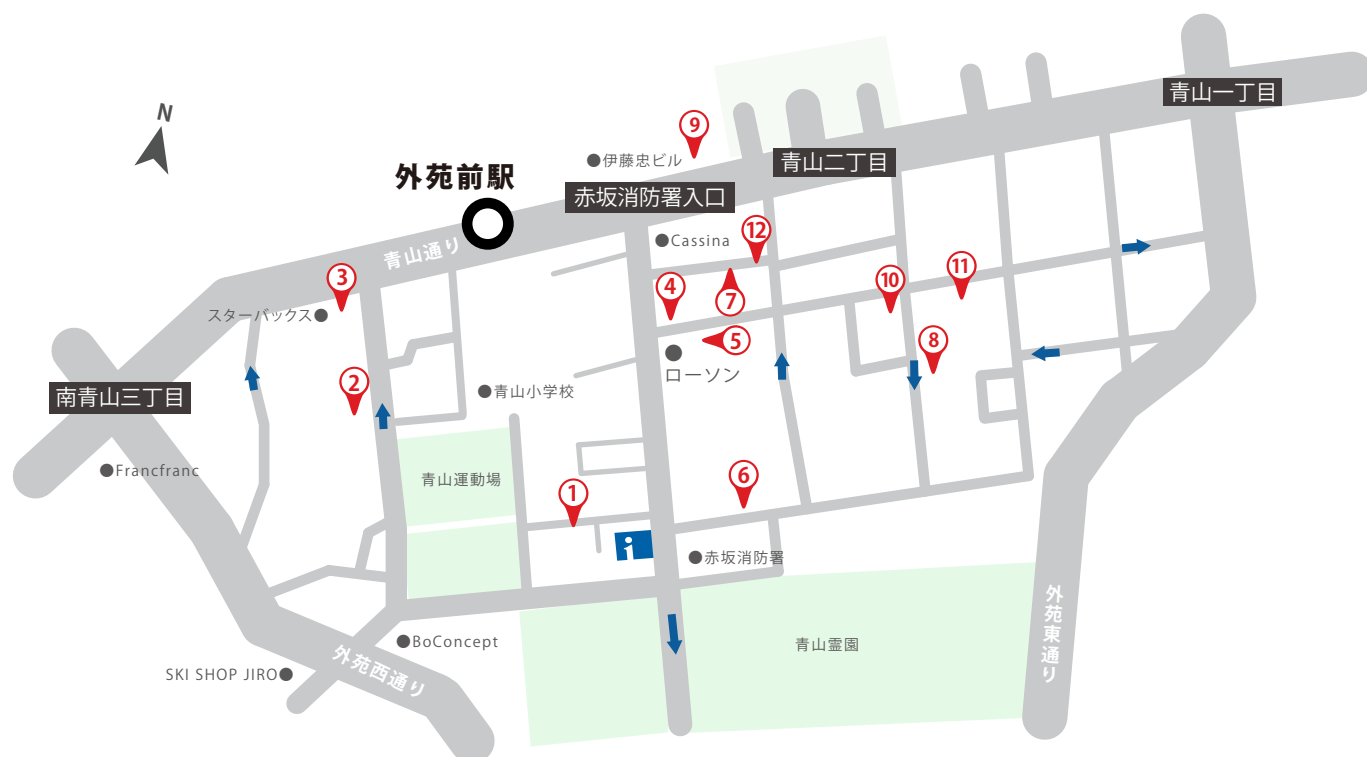 N
青山一丁目
⑨
伊藤忠ビル
青山二丁目
外苑前駅
赤坂消防署入口
⑫
Cassina
青山通り
③
④
⑦
⑩
⑪
スターバックス
⑤
⑧
ローソン
②
青山小学校
南青山三丁目
Francfranc
青山運動場
①
⑥
i
赤坂消防署
BoConcept
青山霊園
外苑東通り
SKI SHOP JIRO
外苑西通り